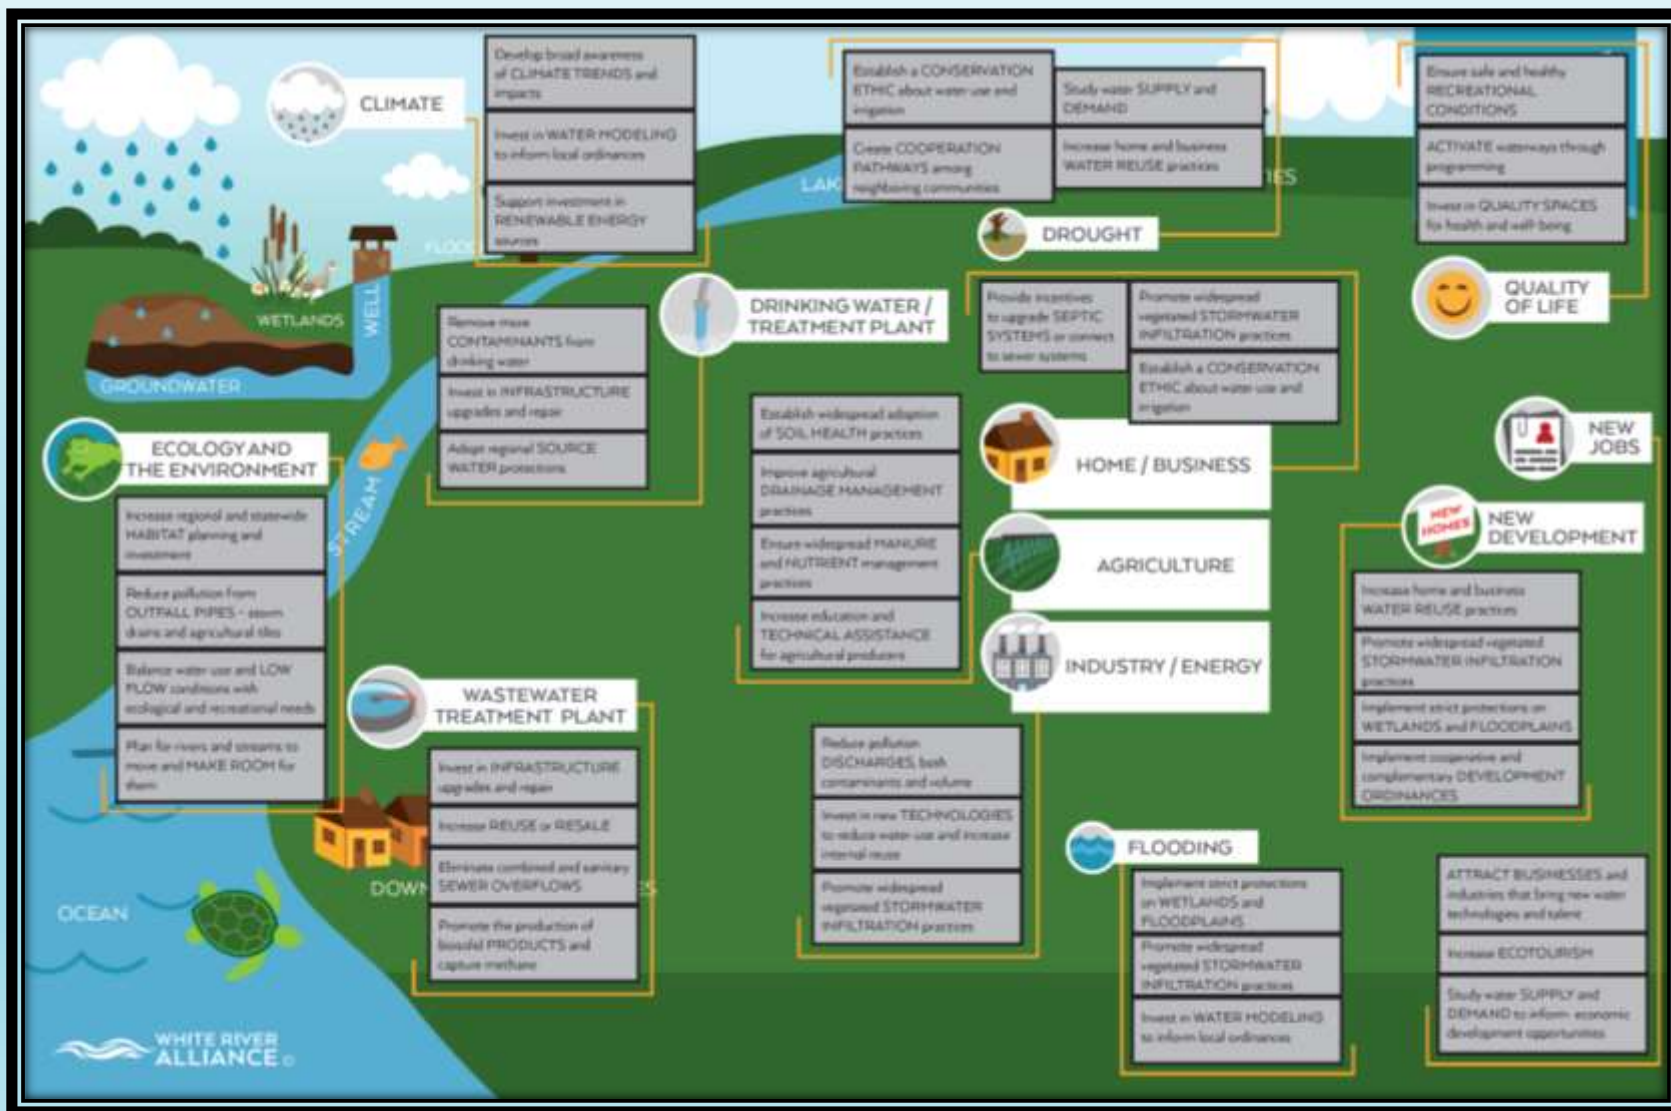 CLIMATE
Develop broad awareness
of CLIMATE TRENDS and
impacts
Invest in WATER MODELING
to inform local ordinances
Support investment in
RENEWABLE ENERGY
sources
Establish a CONSERVATION
ETHIC about water use and
irrigation
Create COOPERATION
PATHWAYS among
neighboring communities
Study water SUPPLY and
DEMAND
Increase home and business
WATER REUSE practices
DROUGHT
Ensure safe and healthy
RECREATIONAL
CONDITIONS
ACTIVATE waterways through
programming
Invest in QUALITY SPACES
for health and well-being
QUALITY
OF LIFE
WETLANDS
WELL
GROUNDWATER
STREAM
DRINKING WATER /
TREATMENT PLANT
Remove more
CONTAMINANTS from
drinking water
Invest in INFRASTRUCTURE
upgrades and repair
Adopt regional SOURCE
WATER protections
Provide incentives
to upgrade SEPTIC
SYSTEMS or connect
to sewer systems
Promote widespread
vegetated STORMWATER
INFILTRATION practices
Establish a CONSERVATION
ETHIC about water use and
irrigation
HOME / BUSINESS
Establish widespread adoption
of SOIL HEALTH practices
Improve agricultural
DRAINAGE MANAGEMENT
practices
Ensure widespread MANURE
and NUTRIENT management
practices
Increase education and
TECHNICAL ASSISTANCE
for agricultural producers
AGRICULTURE
INDUSTRY / ENERGY
Reduce pollution
DISCHARGES, both
contaminants and volume
Invest in new TECHNOLOGIES
to reduce water use and increase
internal reuse
Promote widespread
vegetated STORMWATER
INFILTRATION practices
ECOLOGY AND
THE ENVIRONMENT
Increase regional and statewide
HABITAT planning and
investment
Reduce pollution from
OUTFALL PIPES - storm
drains and agricultural tiles
Balance water use and LOW
FLOW conditions with
ecological and recreational needs
Plan for rivers and streams to
move and MAKE ROOM for
them
WASTEWATER
TREATMENT PLANT
Invest in INFRASTRUCTURE
upgrades and repair
Increase REUSE or RESALE
Eliminate combined and sanitary
SEWER OVERFLOWS
Promote the production of
biosolid PRODUCTS and
capture methane
NEW
JOBS
NEW HOMES
NEW
DEVELOPMENT
Increase home and business
WATER REUSE practices
Promote widespread vegetated
STORMWATER INFILTRATION
practices
Implement strict protections on
WETLANDS and FLOODPLAINS
Implement cooperative and
complementary DEVELOPMENT
ORDINANCES
FLOODING
Implement strict protections
on WETLANDS and
FLOODPLAINS
Promote widespread
vegetated STORMWATER
INFILTRATION practices
Invest in WATER MODELING
to inform local ordinances
ATTRACT BUSINESSES and
industries that bring new water
technologies and talent
Increase ECOTOURISM
Study water SUPPLY and
DEMAND to inform economic
development opportunities
OCEAN
WHITE RIVER
ALLIANCE